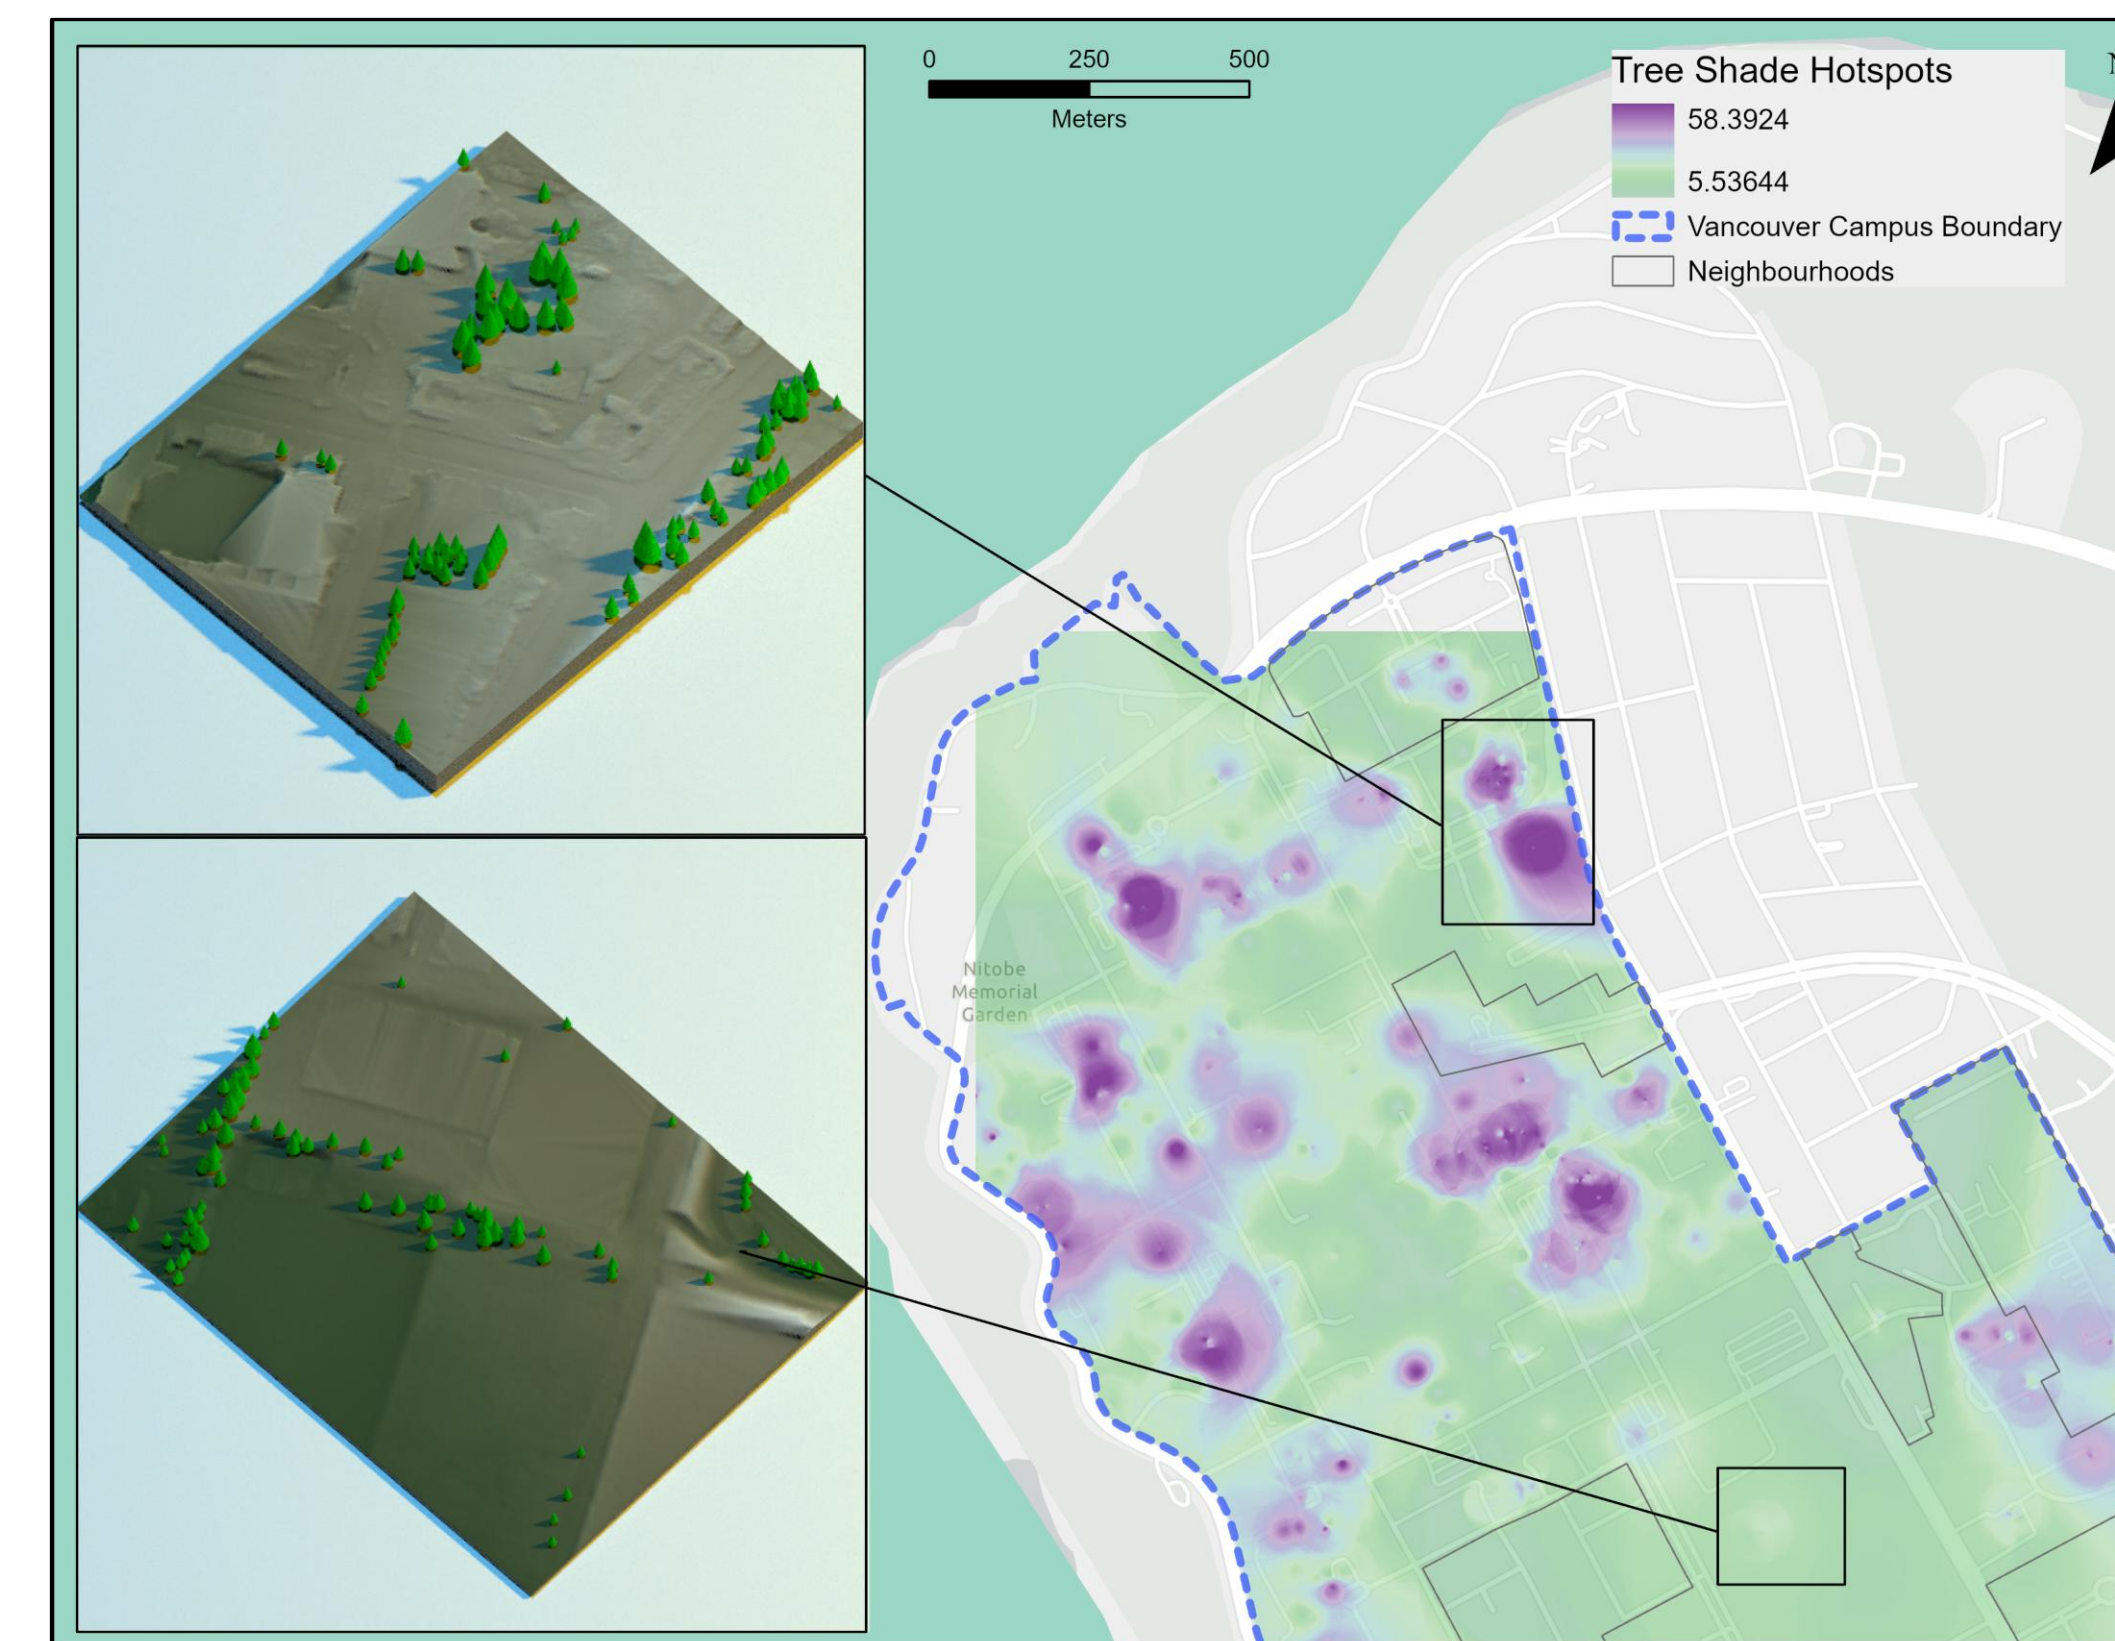 0 250 500
Meters
Tree Shade Hotspots
58.3924
5.53644
Vancouver Campus Boundary
Neighbourhoods
Nitobe
Memorial
Garden